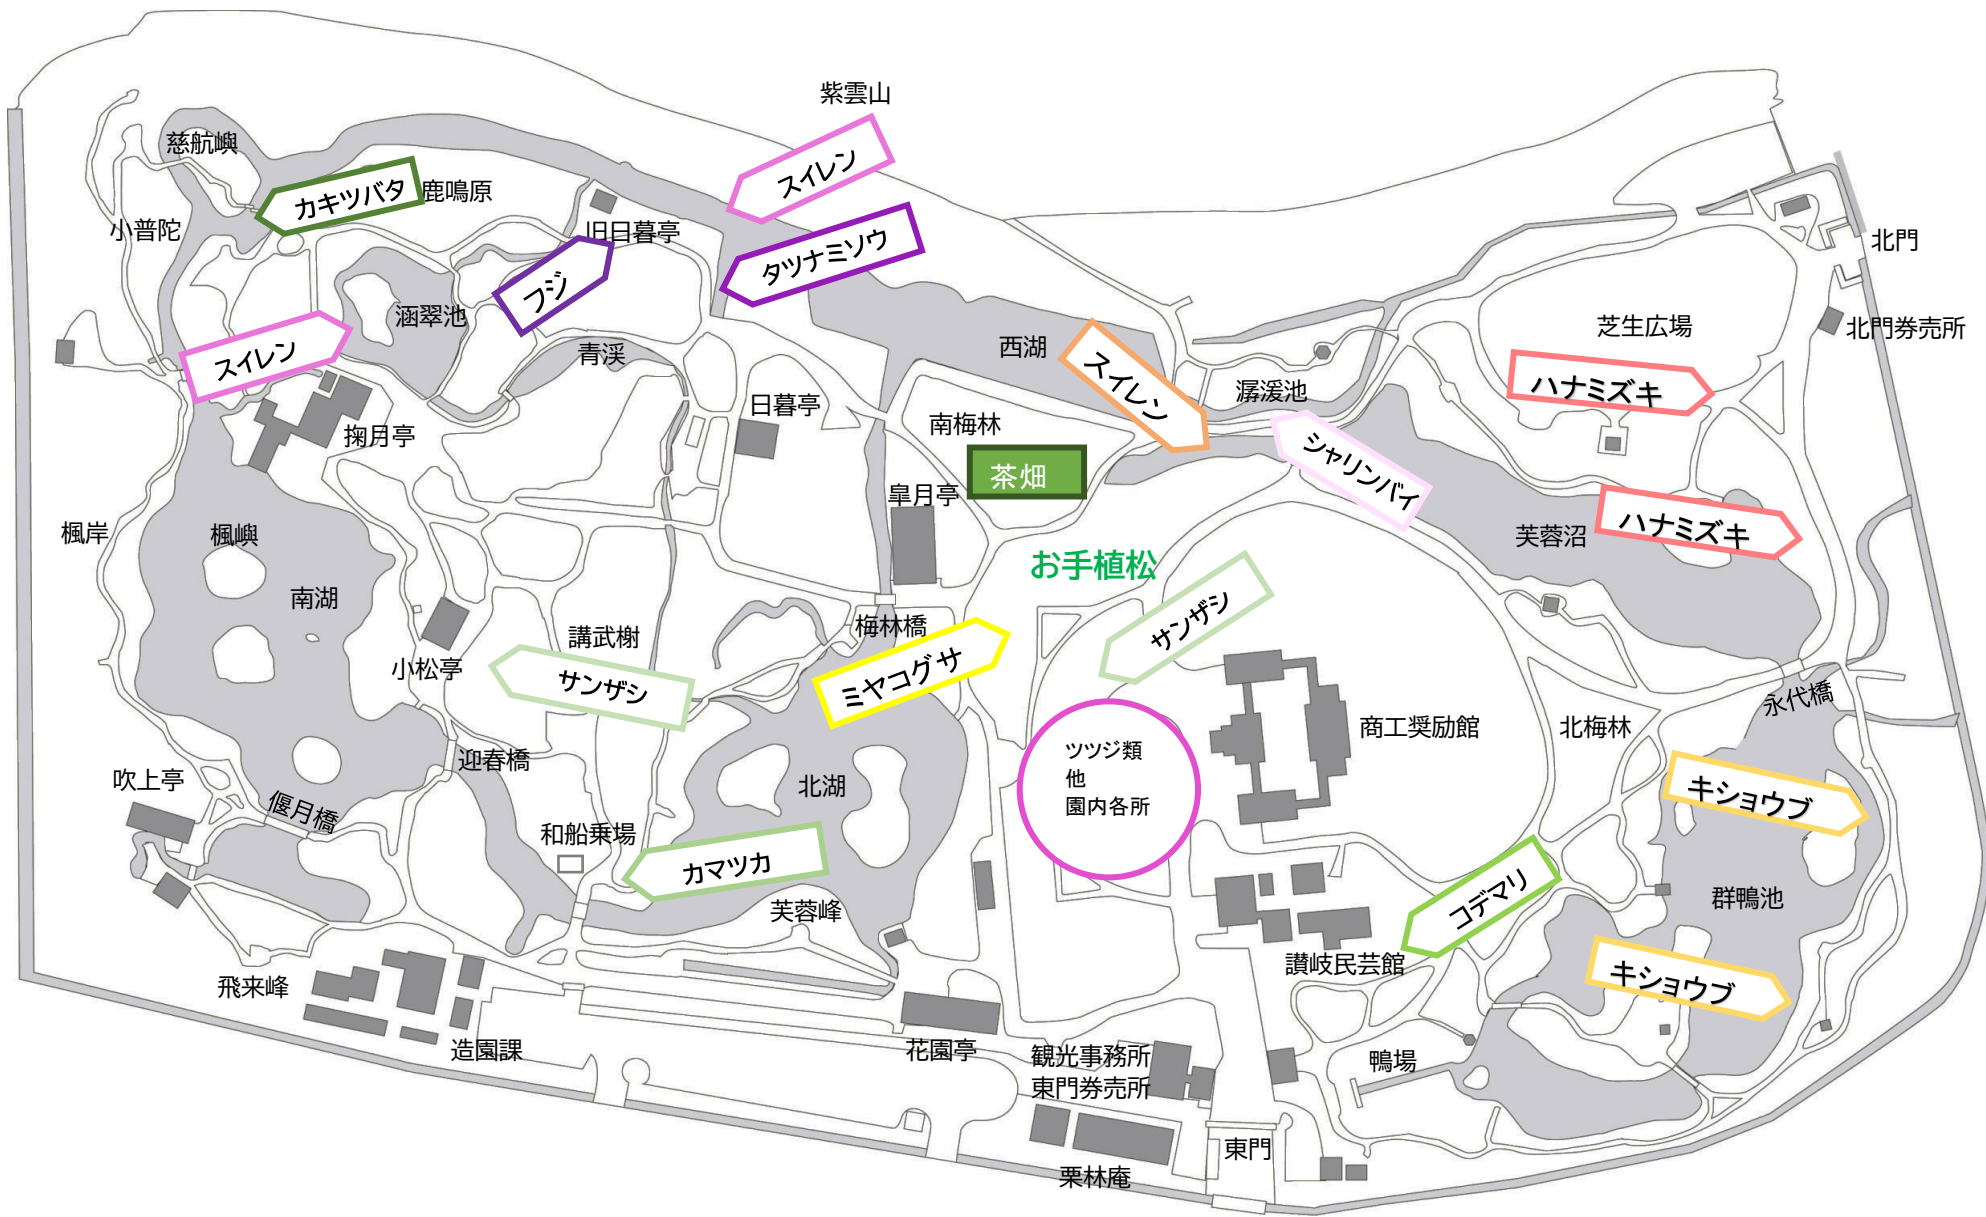 紫雲山
慈航嶼
スイレン
カキツバタ
鹿鳴原
小普陀
旧日暮亭
タツナミソウ
北門
フジ
涵翠池
スイレン
青渓
西湖
スイレン
潺湲池
芝生広場
北門券売所
ハナミズキ
掬月亭
日暮亭
南梅林
茶畑
シャリンバイ
皐月亭
楓岸
楓嶼
お手植松
芙蓉沼
ハナミズキ
南湖
サンザシ
小松亭
講武榭
梅林橋
サンザシ
ミヤコグサ
永代橋
迎春橋
北湖
ツツジ類
他
園内各所
商工奨励館
北梅林
吹上亭
偃月橋
和船乗場
キショウブ
カマツカ
コデマリ
群鴨池
芙蓉峰
讃岐民芸館
キショウブ
飛来峰
造園課
花園亭
観光事務所
東門券売所
鴨場
東門
栗林庵